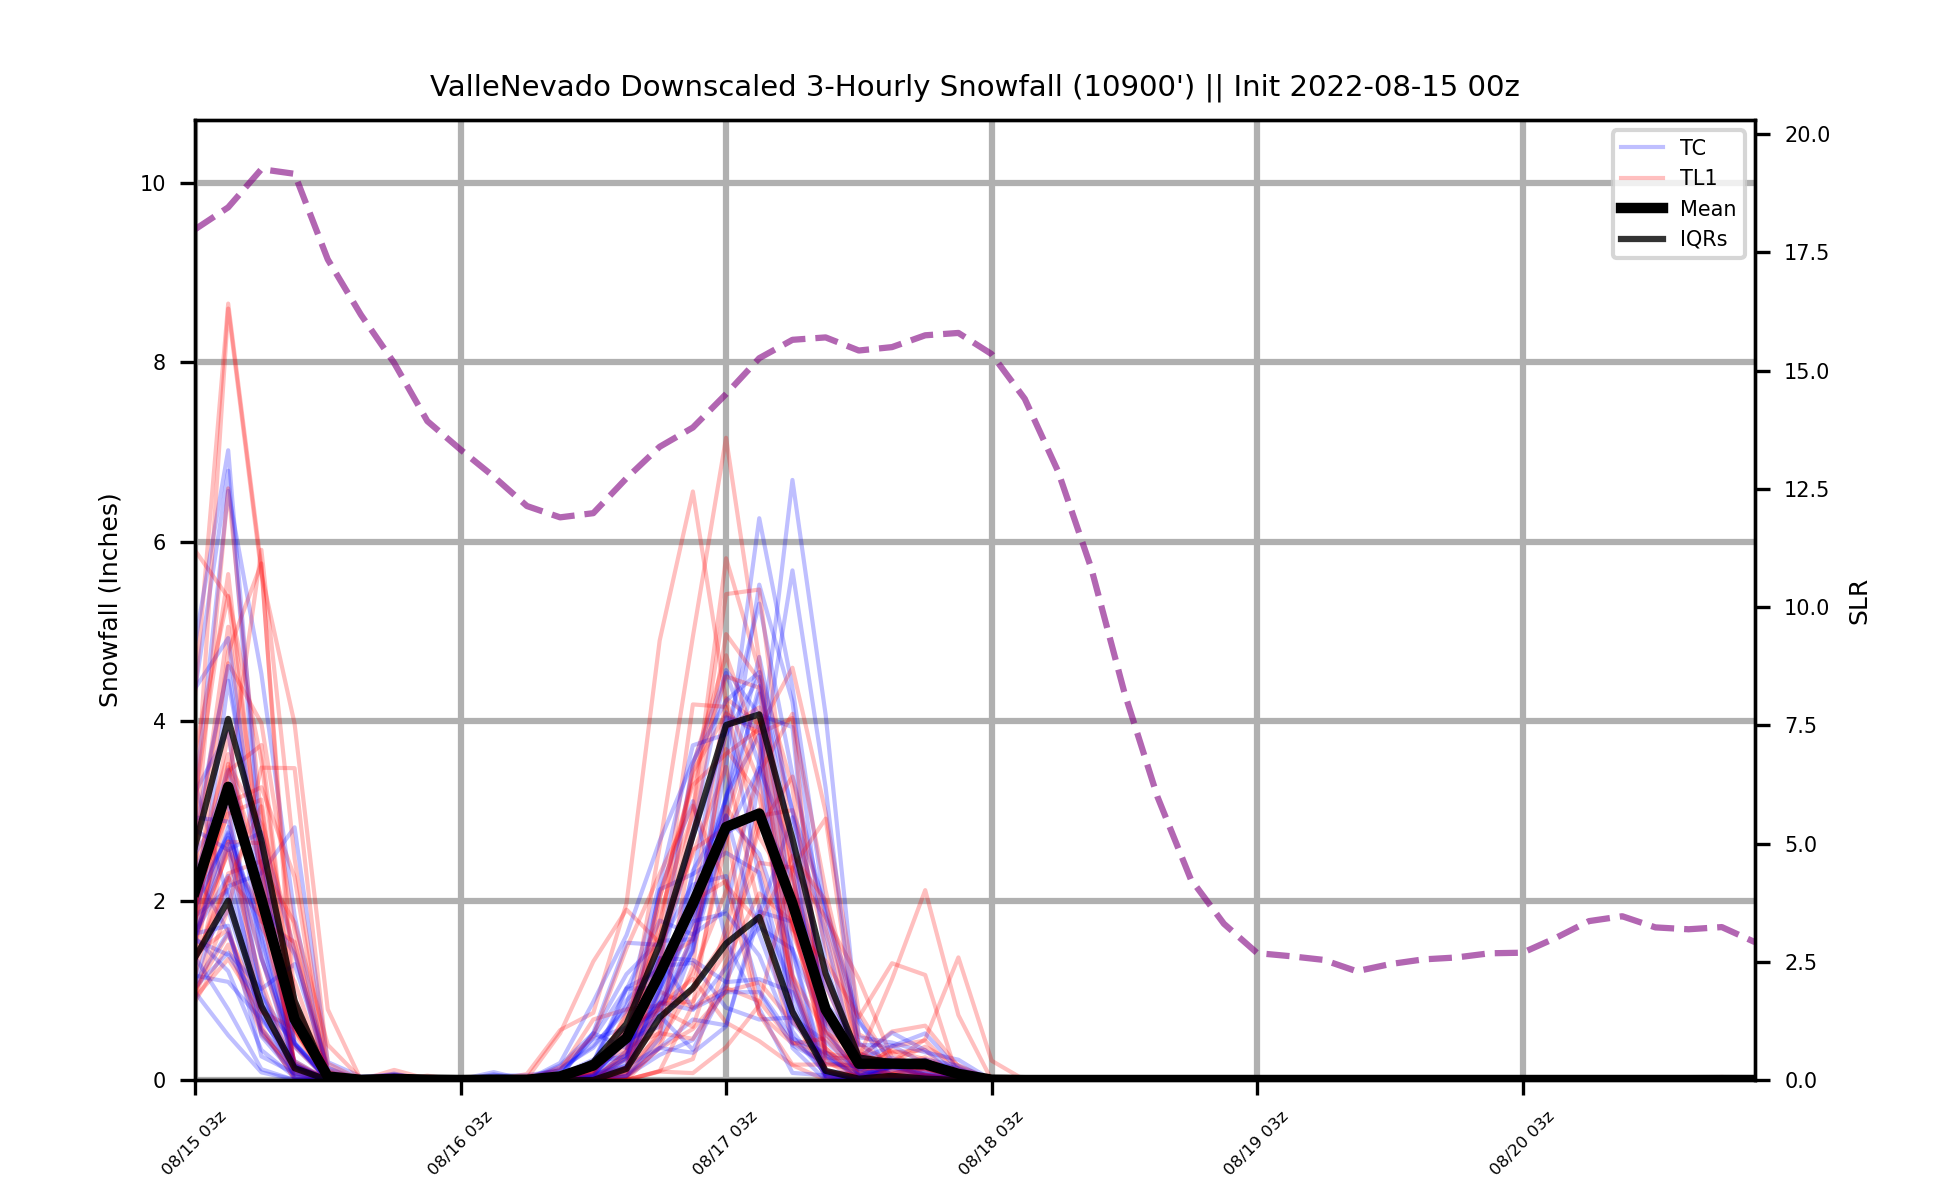 ValleNevado Downscaled 3-Hourly Snowfall (10900') || Init 2022-08-15 00z
TC
TL1
Mean
IQRs
Snowfall (Inches)
10
8
6
4
2
0
20.0
17.5
15.0
12.5
10.0
7.5
5.0
2.5
0.0
SLR
08/15 03z
08/16 03z
08/17 03z
08/18 03z
08/19 03z
08/20 03z